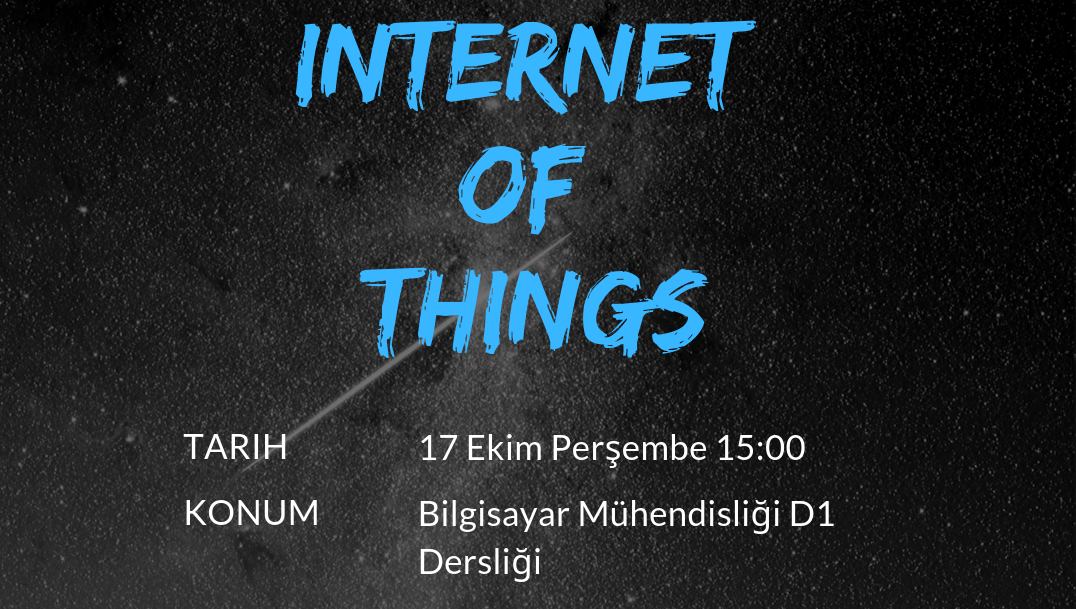 INTERNET
OF
THINGS
TARIH
17 Ekim Perşembe 15:00
KONUM
Bilgisayar Mühendisliği D1
Dersliği